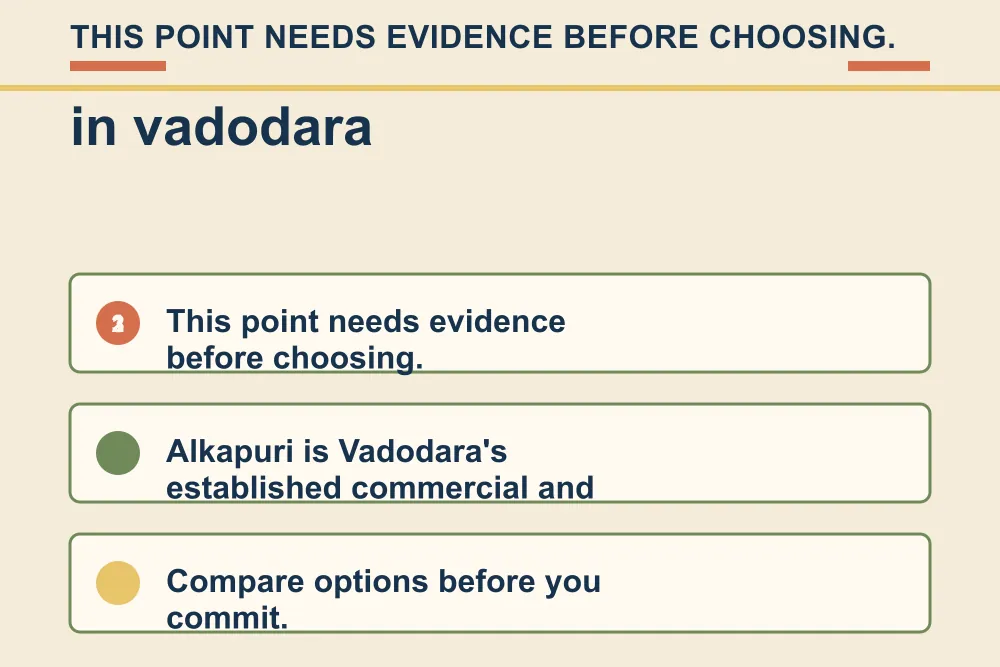 THIS POINT NEEDS EVIDENCE BEFORE CHOOSING.
in vadodara
This point needs evidence
before choosing.
Alkapuri is Vadodara's
established commercial and
Compare options before you
commit.